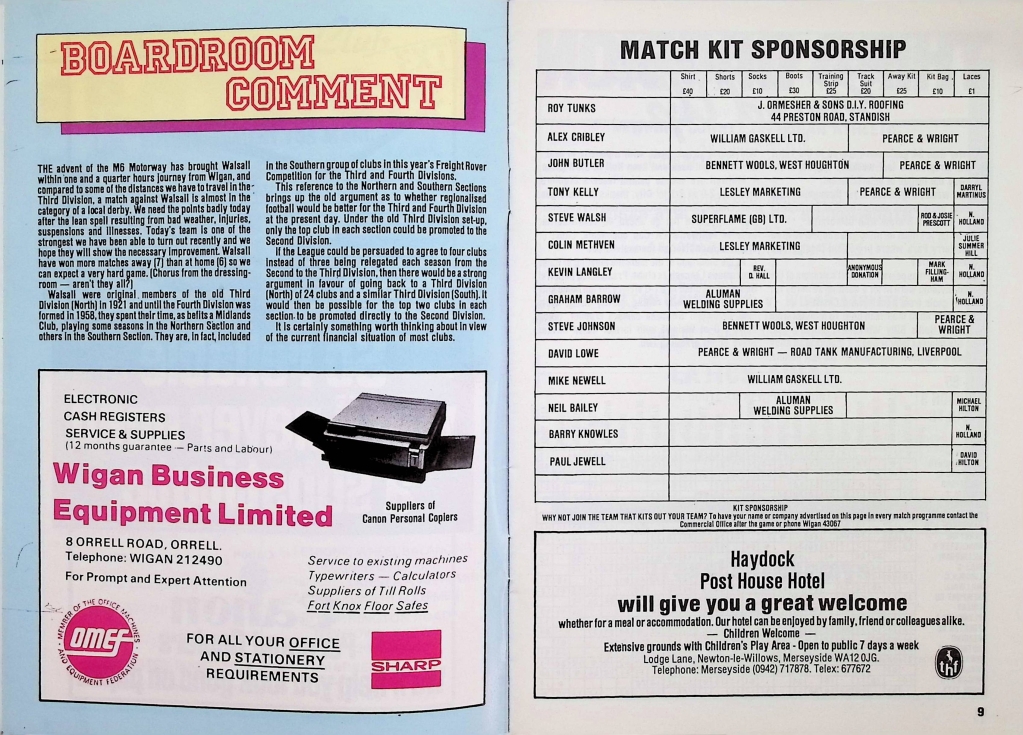 BOARDROOM
COMMENT
THE advent of the M6 Motorway has brought Walsall
within one and a quarter hours journey from Wigan, and
compared to some of the distances we have to travel in the
Third Division, a match against Walsall is almost in the
category of a local derby. We need the points badly today
after the lean spell resulting from bad weather, injuries,
suspensions and illnesses. Today's team is one of the
strongest we have been able to turn out recently and we
hope they will show the necessary improvement. Walsall
have won more matches away (7) than at home (6) so we
can expect a very hard game. (Chorus from the dressing-
room — aren't they all?)
Walsall were original members of the old Third
Division (North) in 1921 and until the Fourth Division was
formed in 1958, they spent their time, as befits a Midlands
Club, playing some seasons in the Northern Section and
others in the Southern Section. They are, in fact, included
in the Southern group of clubs in this year's Freight Rover
Competition for the Third and Fourth Divisions.
This reference to the Northern and Southern Sections
brings up the old argument as to whether regionalised
football would be better for the Third and Fourth Division
at the present day. Under the old Third Division set-up,
only the top club in each section could be promoted to the
Second Division.
If the League could be persuaded to agree to four clubs
instead of three being relegated each season from the
Second to the Third Division, then there would be a strong
argument in favour of going back to a Third Division
(North) of 24 clubs and a similar Third Division (South). It
would then be possible for the top two clubs in each
section to be promoted directly to the Second Division.
It is certainly something worth thinking about in view
of the current financial situation of most clubs.
ELECTRONIC
CASH REGISTERS
SERVICE & SUPPLIES
(12 months guarantee — Parts and Labour)
Wigan Business
Equipment Limited
Suppliers of
Canon Personal Copiers
8 ORRELL ROAD, ORRELL.
Telephone: WIGAN 212490
For Prompt and Expert Attention
Service to existing machines
Typewriters — Calculators
Suppliers of Till Rolls
Fort Knox Floor Safes
MEMBER OF THE OFFICE MACHINES
OMEF
AND EQUIPMENT FEDERATION
FOR ALL YOUR OFFICE
AND STATIONERY
REQUIREMENTS
SHARP
MATCH KIT SPONSORSHIP
Shirt £40 Shorts £20 Socks £10 Boots £30 Training Strip £25 Track Suit £20 Away Kit £25 Kit Bag £10 Laces £1
ROY TUNKS J. ORMESHER & SONS D.I.Y. ROOFING
44 PRESTON ROAD, STANDISH
ALEX CRIBLEY WILLIAM GASKELL LTD. PEARCE & WRIGHT
JOHN BUTLER BENNETT WOOLS, WEST HOUGHTON PEARCE & WRIGHT
TONY KELLY LESLEY MARKETING PEARCE & WRIGHT DARRYL MARTINUS
STEVE WALSH SUPERFLAME (GB) LTD. ROD & JOSIE PRESCOTT N. HOLLAND
COLIN METHVEN LESLEY MARKETING JULIE SUMMER HILL
KEVIN LANGLEY REV. D. HALL ANONYMOUS DONATION MARK FILLING-HAM N. HOLLAND
GRAHAM BARROW ALUMAN WELDING SUPPLIES N. HOLLAND
STEVE JOHNSON BENNETT WOOLS, WEST HOUGHTON PEARCE & WRIGHT
DAVID LOWE PEARCE & WRIGHT — ROAD TANK MANUFACTURING, LIVERPOOL
MIKE NEWELL WILLIAM GASKELL LTD.
NEIL BAILEY ALUMAN WELDING SUPPLIES MICHAEL HILTON
BARRY KNOWLES N. HOLLAND
PAUL JEWELL DAVID HILTON
KIT SPONSORSHIP
WHY NOT JOIN THE TEAM THAT KITS OUT YOUR TEAM? To have your name or company advertised on this page in every match programme contact the
Commercial Office after the game or phone Wigan 43067
Haydock
Post House Hotel
will give you a great welcome
whether for a meal or accommodation. Our hotel can be enjoyed by family, friend or colleagues alike.
— Children Welcome —
Extensive grounds with Children's Play Area - Open to public 7 days a week
Lodge Lane, Newton-le-Willows, Merseyside WA12 0JG.
Telephone: Merseyside (0942) 717878. Telex: 677672
thf
9